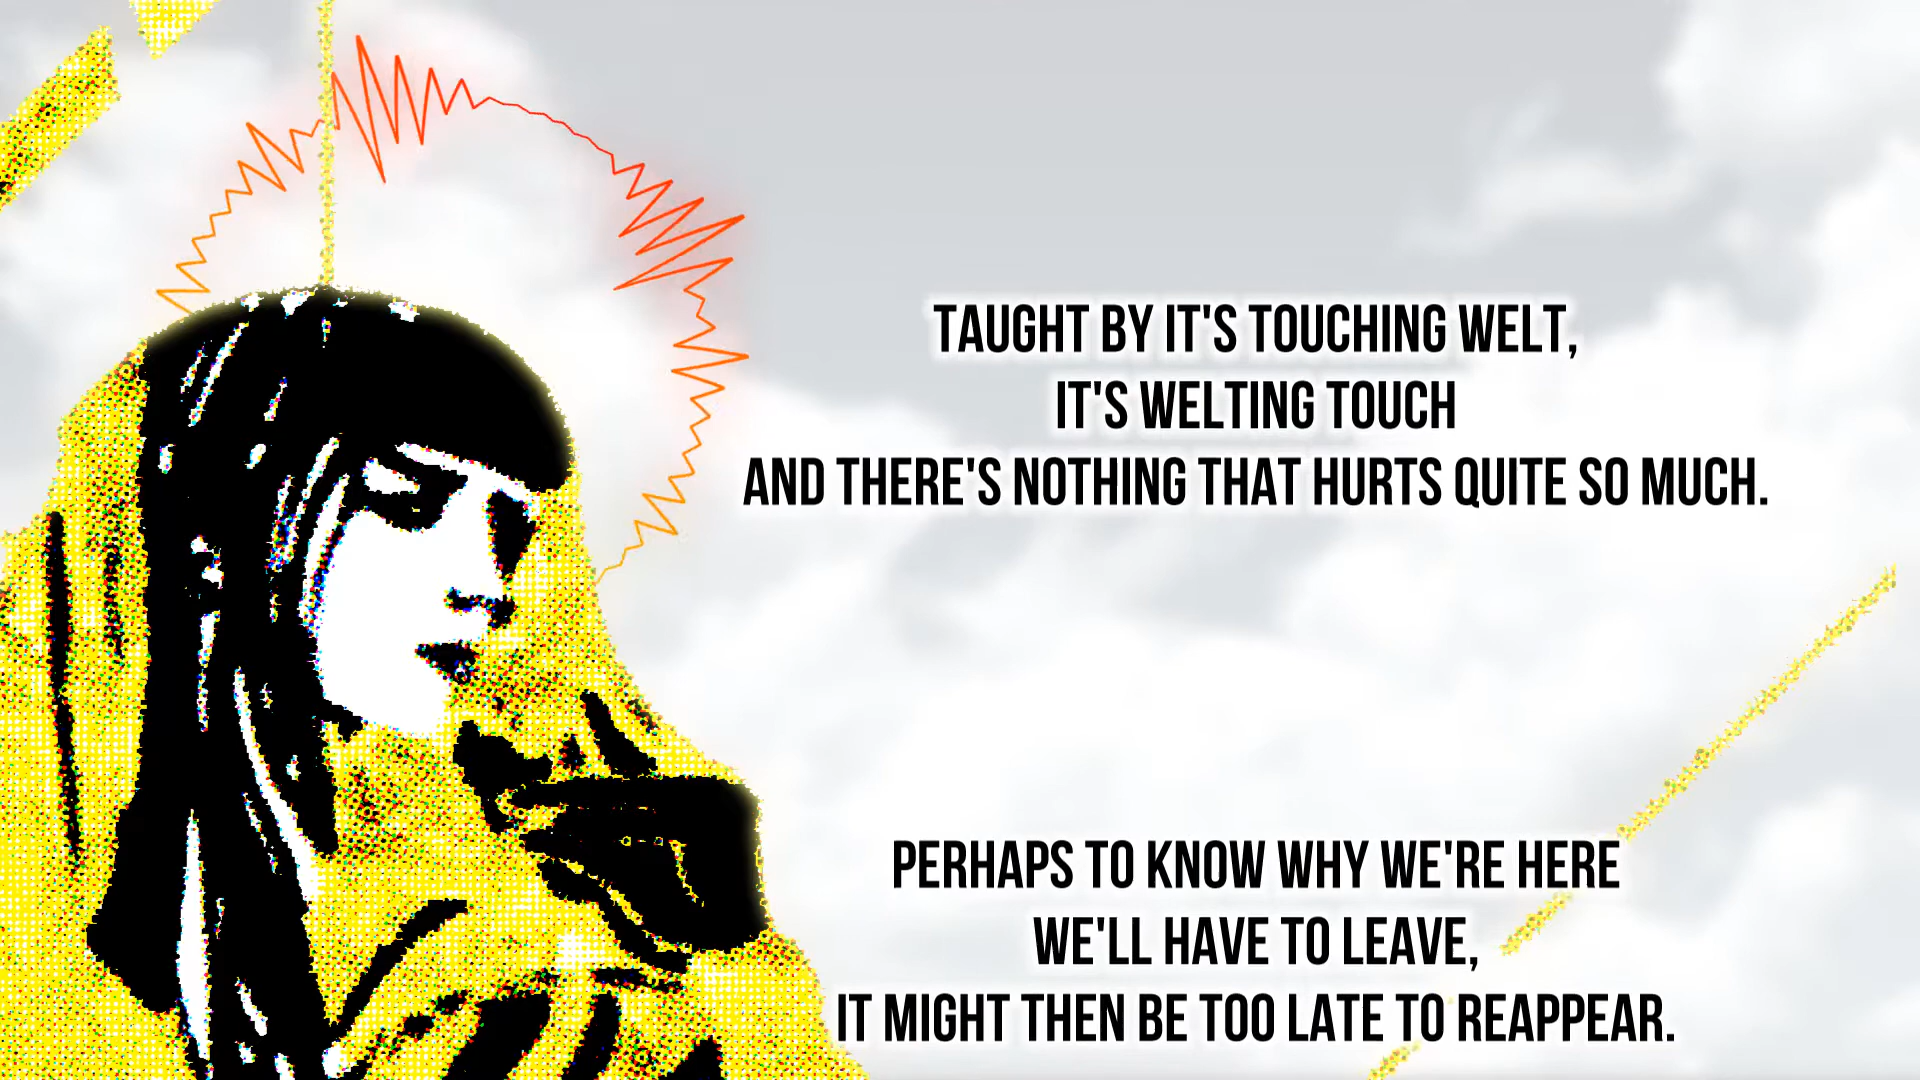 TAUGHT BY IT'S TOUCHING WELT,
IT'S WELTING TOUCH
AND THERE'S NOTHING THAT HURTS QUITE SO MUCH.
PERHAPS TO KNOW WHY WE'RE HERE
WE'LL HAVE TO LEAVE,
IT MIGHT THEN BE TOO LATE TO REAPPEAR.